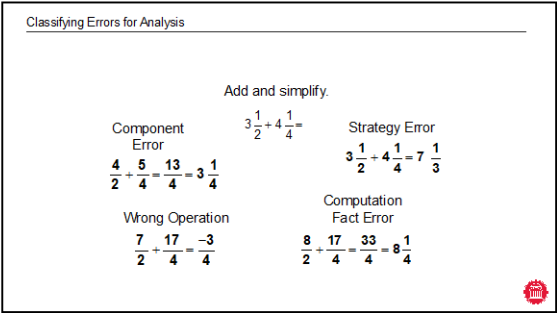 Classifying Errors for Analysis
Add and simplify.
3 1/2 + 4 1/4 =
Component
Error
4/2 + 5/4 = 13/4 = 3 1/4
Strategy Error
3 1/2 + 4 1/4 = 7 1/3
Wrong Operation
7/2 + 17/4 = −3/4
Computation
Fact Error
8/2 + 17/4 = 33/4 = 8 1/4